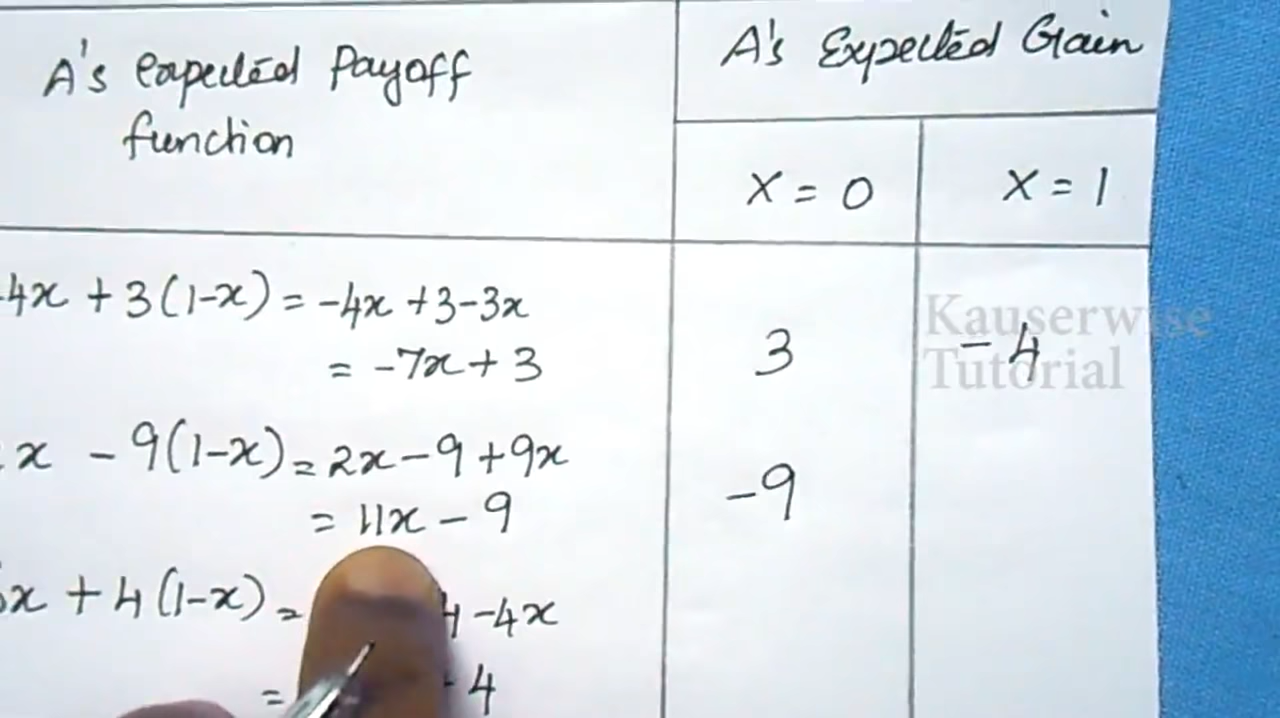 A's expected Payoff
function
A's Expected Gain
X = 0
X = 1
4x + 3(1-x) = -4x + 3 - 3x
= -7x + 3
3
- 4
Kauserwise
Tutorial
x - 9(1-x) = 2x - 9 + 9x
= 11x - 9
-9
x + 4(1-x) =
4 - 4x
=
4